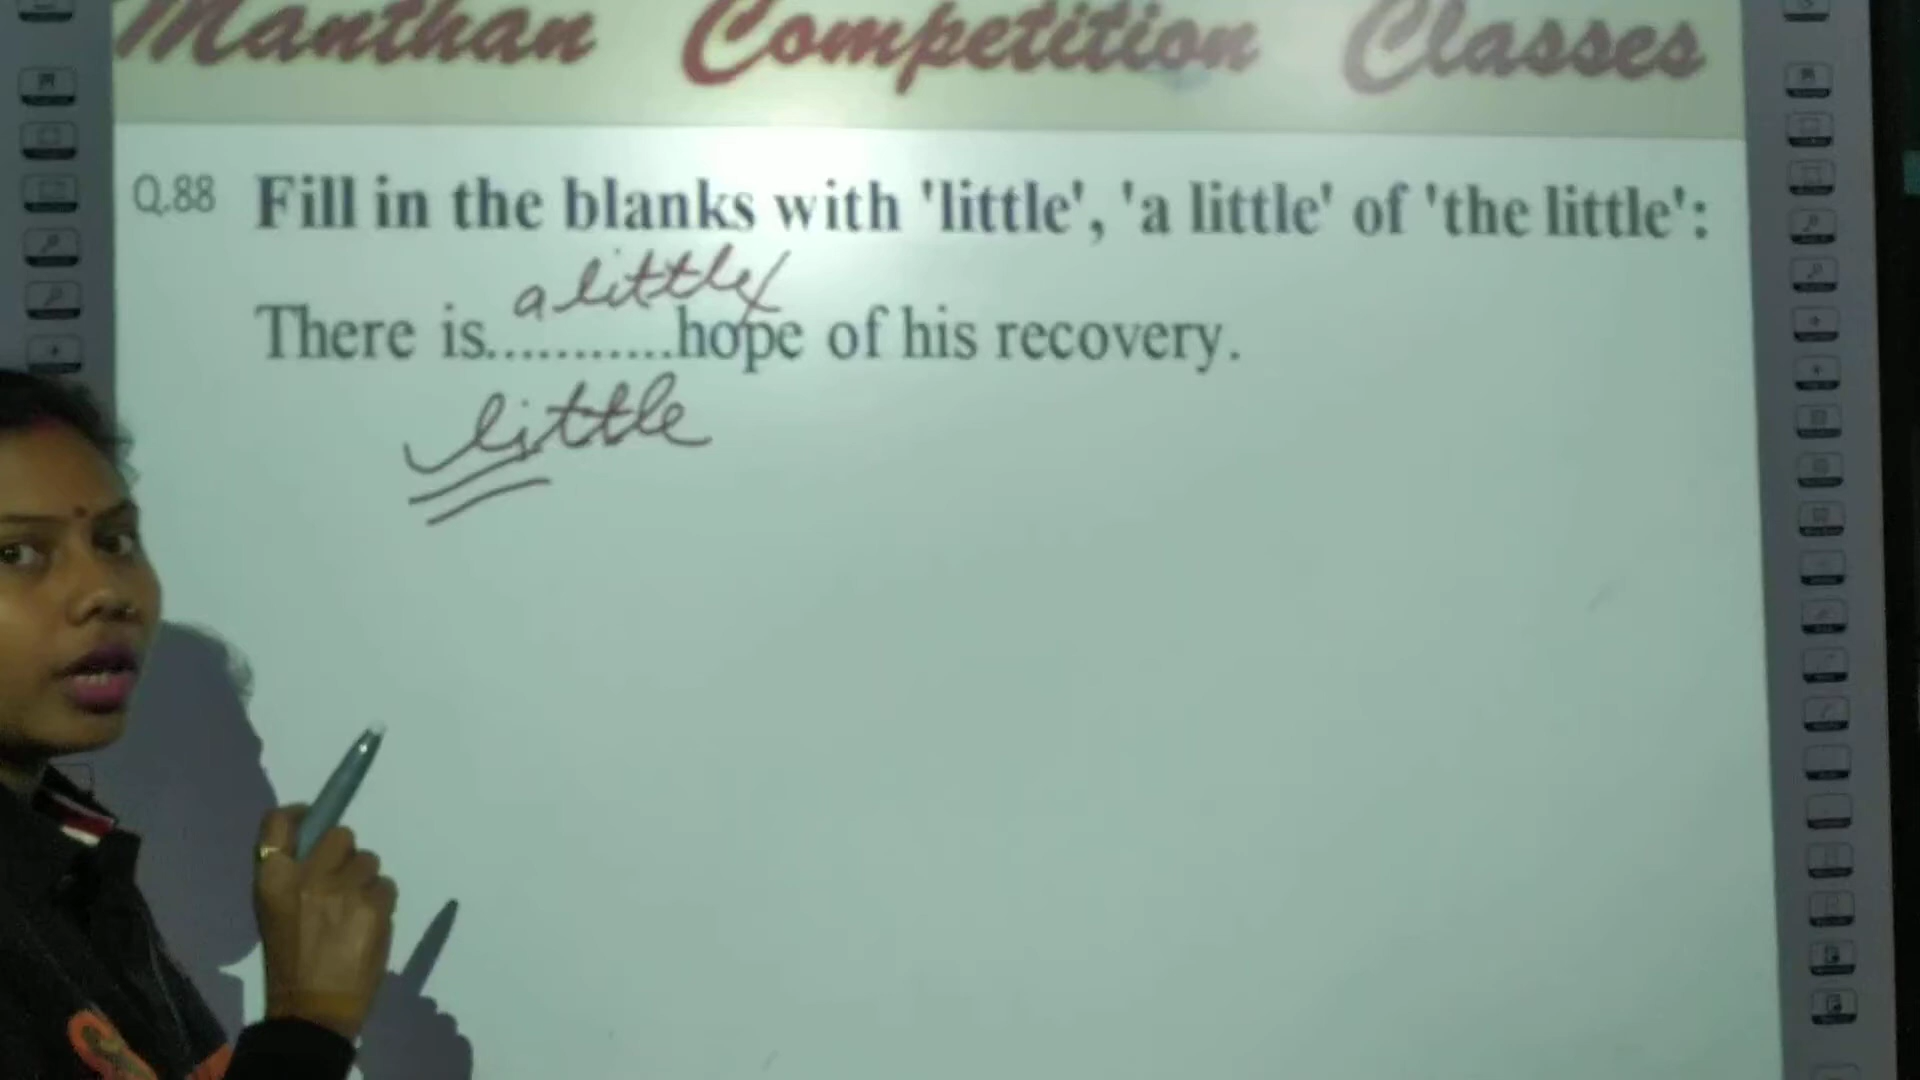 Manthan Competition Classes
Q.88 Fill in the blanks with 'little', 'a little' of 'the little':
a little
There is...........hope of his recovery.
little